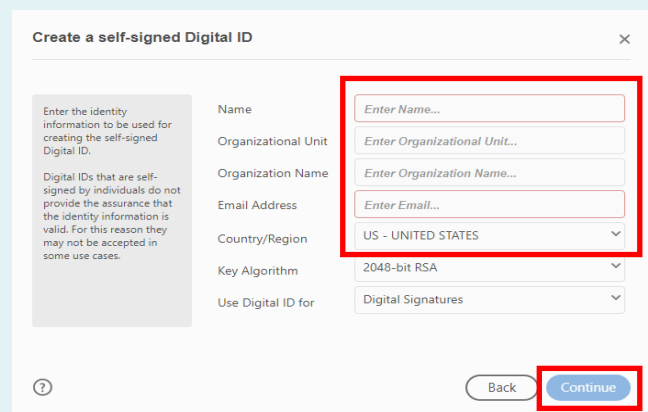 Create a self-signed Digital ID
Enter the identity
information to be used for
creating the self-signed
Digital ID.
Digital IDs that are self-
signed by individuals do not
provide the assurance that
the identity information is
valid. For this reason they
may not be accepted in
some use cases.
Name
Enter Name...
Organizational Unit
Enter Organizational Unit...
Organization Name
Enter Organization Name...
Email Address
Enter Email...
Country/Region
US - UNITED STATES
Key Algorithm
2048-bit RSA
Use Digital ID for
Digital Signatures
?
Back
Continue